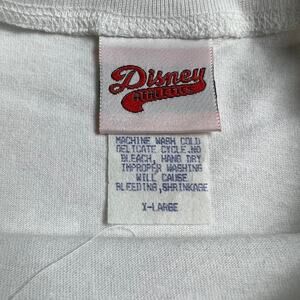 Disney
ATHLETICS
MACHINE WASH COLD
DELICATE CYCLE.NO
BLEACH, HANG DRY
IMPROPER WASHING
WILL CAUSE
BLEEDING,SHRINKAGE
X-LARGE